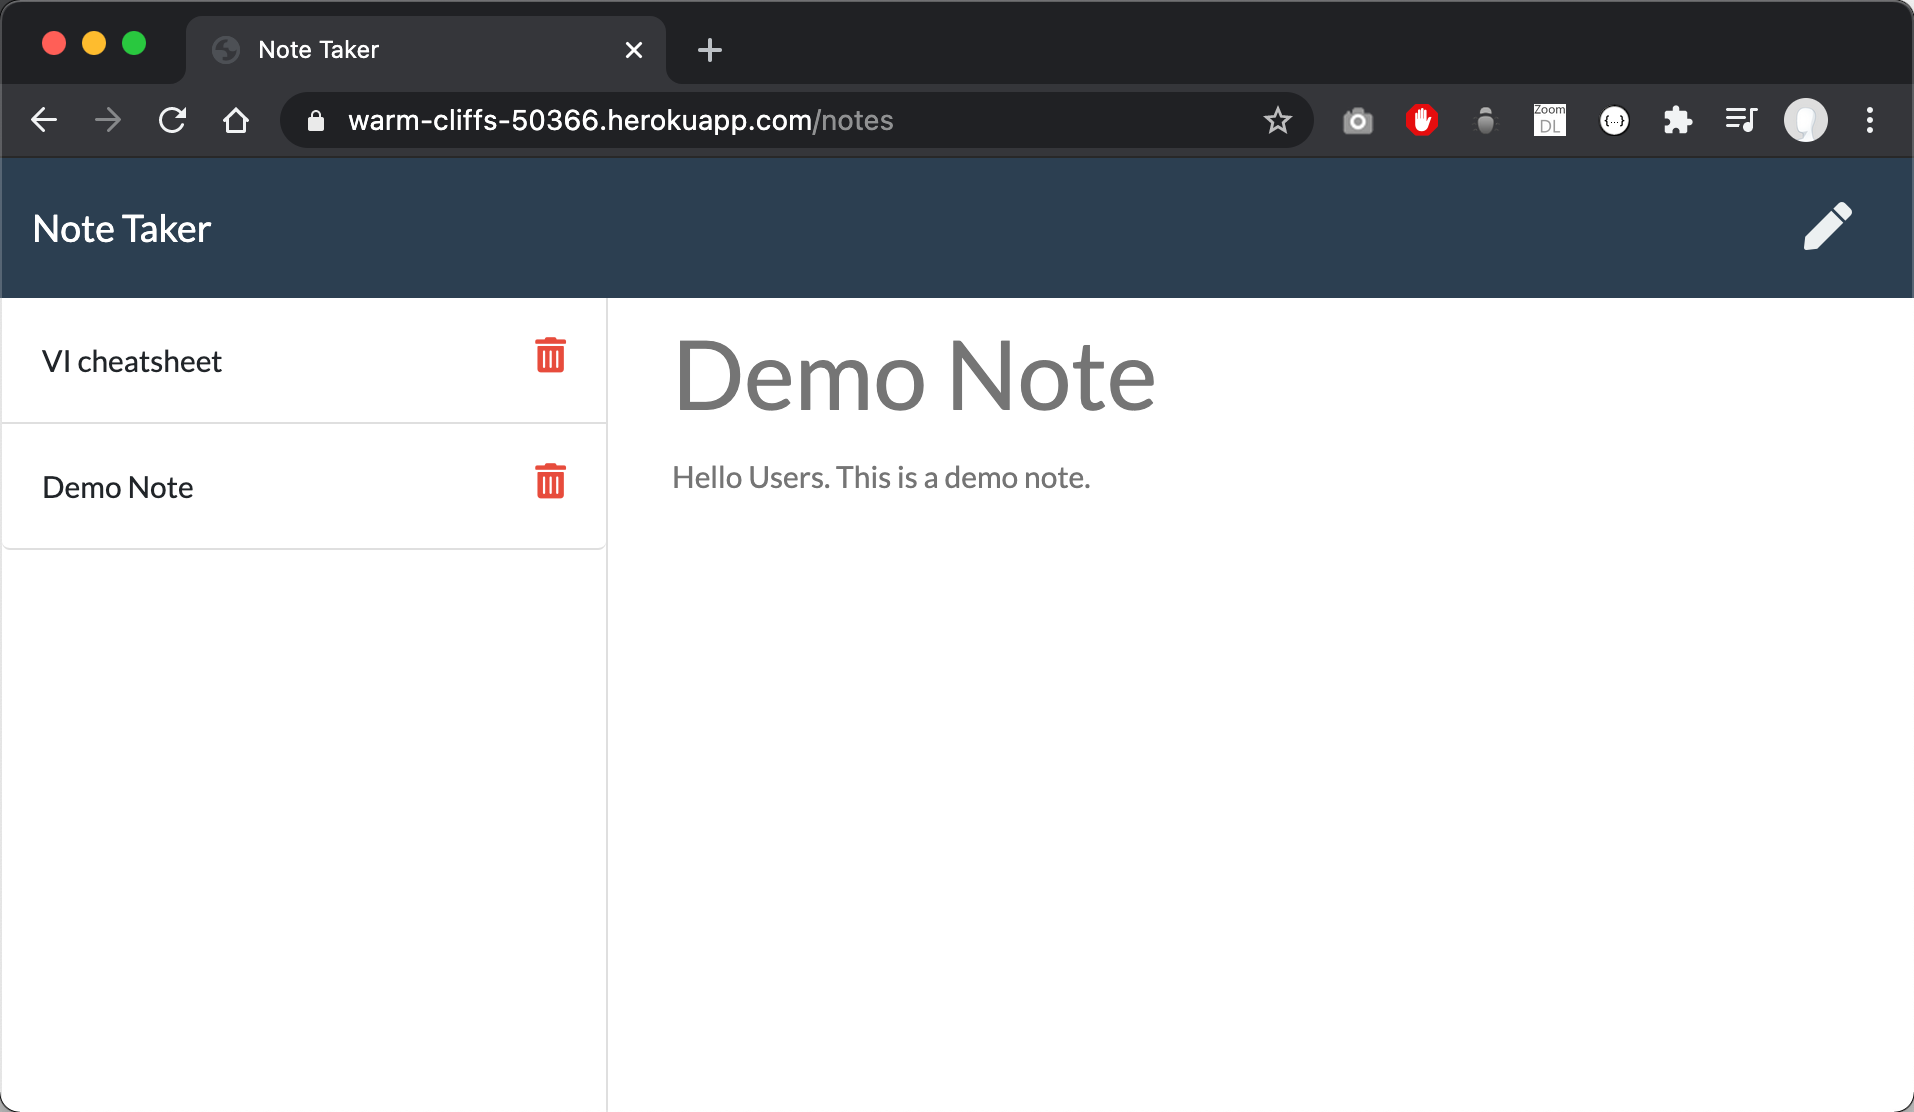 Note Taker
warm-cliffs-50366.herokuapp.com/notes
Zoom
DL
{...}
Note Taker
VI cheatsheet
Demo Note
Demo Note
Hello Users. This is a demo note.